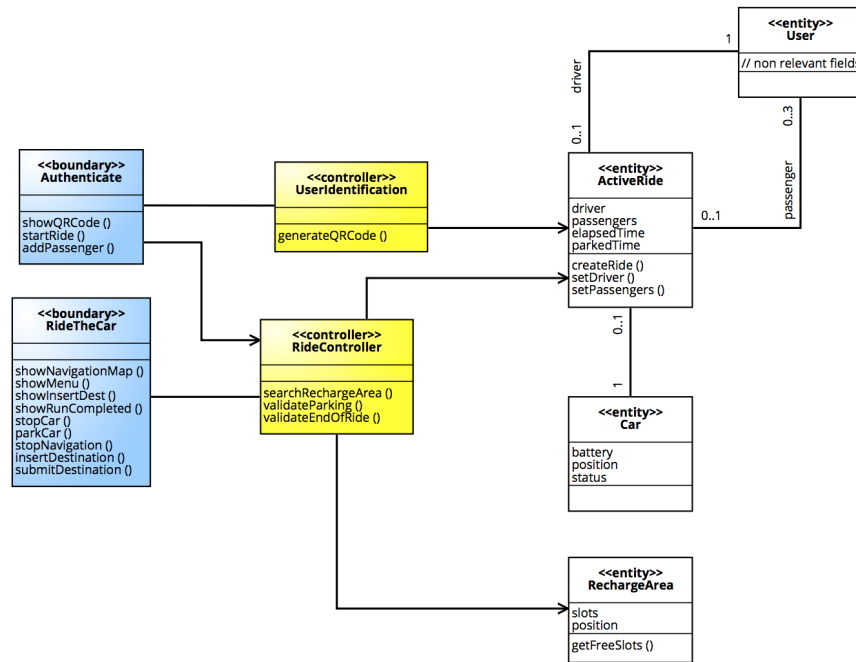 <<entity>>
User
// non relevant fields
1
driver
0..1
0..3
passenger
0..1
<<boundary>>
Authenticate
showQRCode ()
startRide ()
addPassenger ()
<<controller>>
UserIdentification
generateQRCode ()
<<entity>>
ActiveRide
driver
passengers
elapsedTime
parkedTime
createRide ()
setDriver ()
setPassengers ()
<<boundary>>
RideTheCar
showNavigationMap ()
showMenu ()
showInsertDest ()
showRunCompleted ()
stopCar ()
parkCar ()
stopNavigation ()
insertDestination ()
submitDestination ()
<<controller>>
RideController
searchRechargeArea ()
validateParking ()
validateEndOfRide ()
0..1
1
<<entity>>
Car
battery
position
status
<<entity>>
RechargeArea
slots
position
getFreeSlots ()